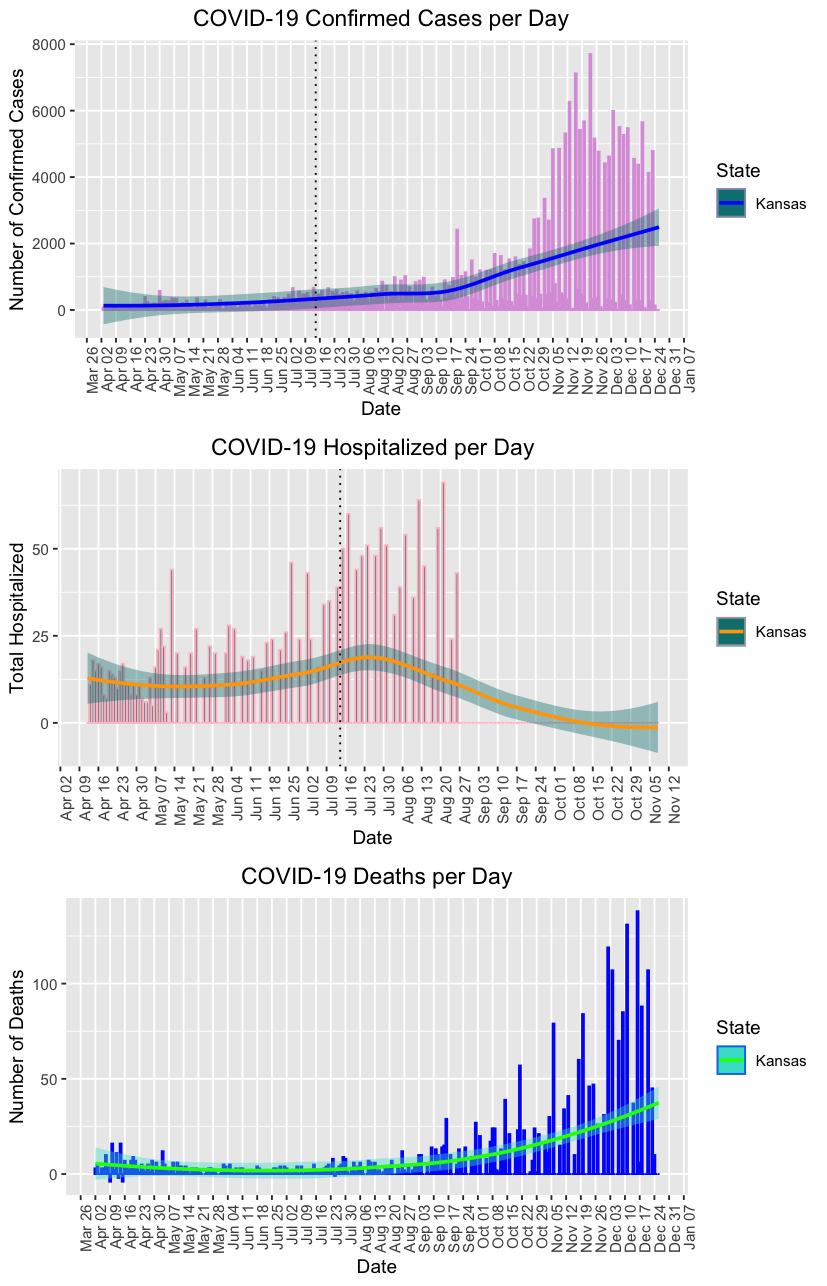 COVID-19 Confirmed Cases per Day
Number of Confirmed Cases
8000
6000
4000
2000
0
Mar 26
Apr 02
Apr 09
Apr 16
Apr 23
Apr 30
May 07
May 14
May 21
May 28
Jun 04
Jun 11
Jun 18
Jun 25
Jul 02
Jul 09
Jul 16
Jul 23
Jul 30
Aug 06
Aug 13
Aug 20
Aug 27
Sep 03
Sep 10
Sep 17
Sep 24
Oct 01
Oct 08
Oct 15
Oct 22
Oct 29
Nov 05
Nov 12
Nov 19
Nov 26
Dec 03
Dec 10
Dec 17
Dec 24
Dec 31
Jan 07
Date
State
Kansas
COVID-19 Hospitalized per Day
Total Hospitalized
50
25
0
Apr 02
Apr 09
Apr 16
Apr 23
Apr 30
May 07
May 14
May 21
May 28
Jun 04
Jun 11
Jun 18
Jun 25
Jul 02
Jul 09
Jul 16
Jul 23
Jul 30
Aug 06
Aug 13
Aug 20
Aug 27
Sep 03
Sep 10
Sep 17
Sep 24
Oct 01
Oct 08
Oct 15
Oct 22
Oct 29
Nov 05
Nov 12
Date
State
Kansas
COVID-19 Deaths per Day
Number of Deaths
100
50
0
Mar 26
Apr 02
Apr 09
Apr 16
Apr 23
Apr 30
May 07
May 14
May 21
May 28
Jun 04
Jun 11
Jun 18
Jun 25
Jul 02
Jul 09
Jul 16
Jul 23
Jul 30
Aug 06
Aug 13
Aug 20
Aug 27
Sep 03
Sep 10
Sep 17
Sep 24
Oct 01
Oct 08
Oct 15
Oct 22
Oct 29
Nov 05
Nov 12
Nov 19
Nov 26
Dec 03
Dec 10
Dec 17
Dec 24
Dec 31
Jan 07
Date
State
Kansas